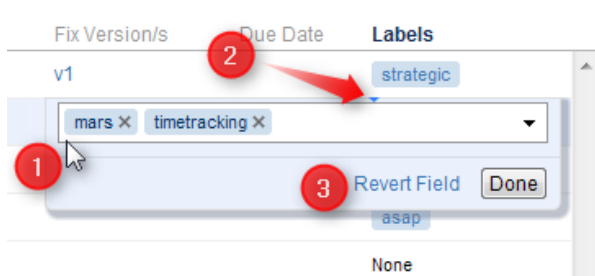 Fix Version/s Due Date Labels
2
v1 strategic
mars × timetracking ×
1
3 Revert Field Done
asap
None